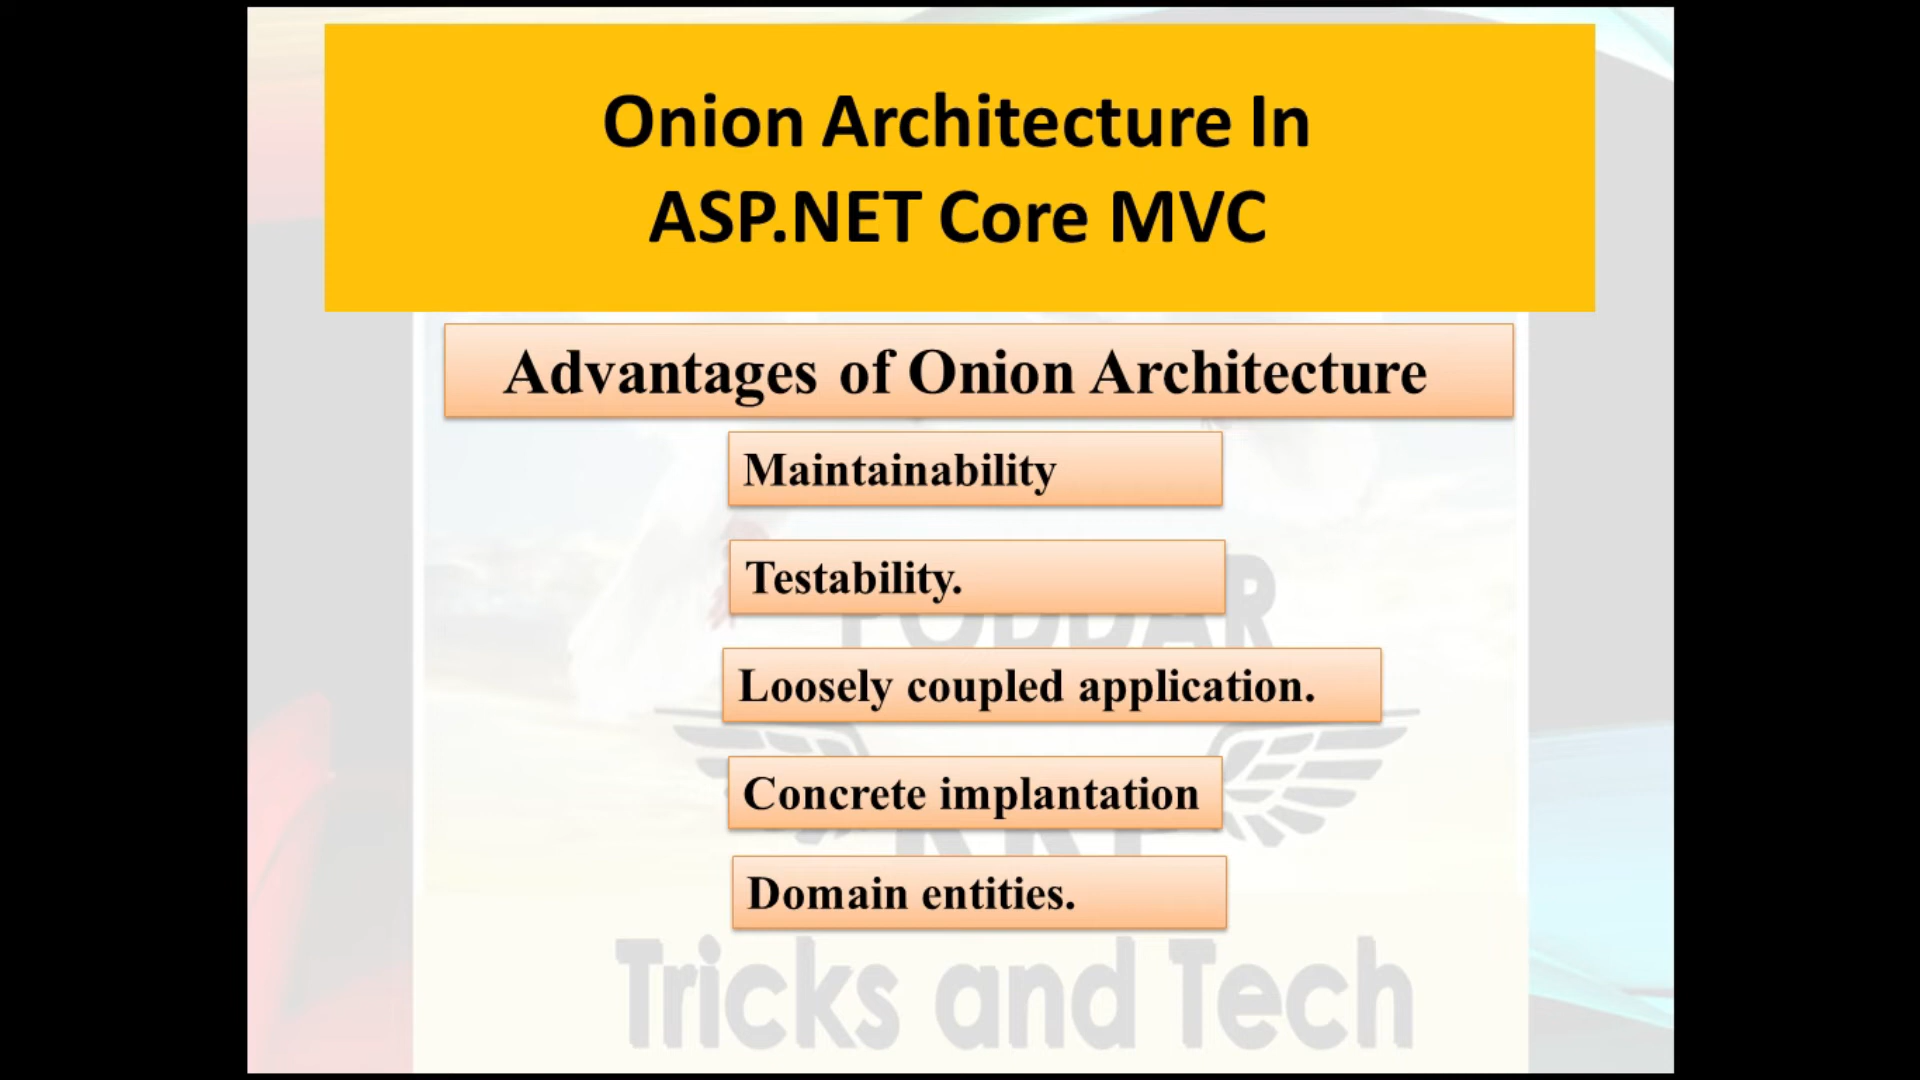 Onion Architecture In
ASP.NET Core MVC
Advantages of Onion Architecture
Maintainability
Testability.
PODDAR
Loosely coupled application.
Concrete implantation
Domain entities.
Tricks and Tech